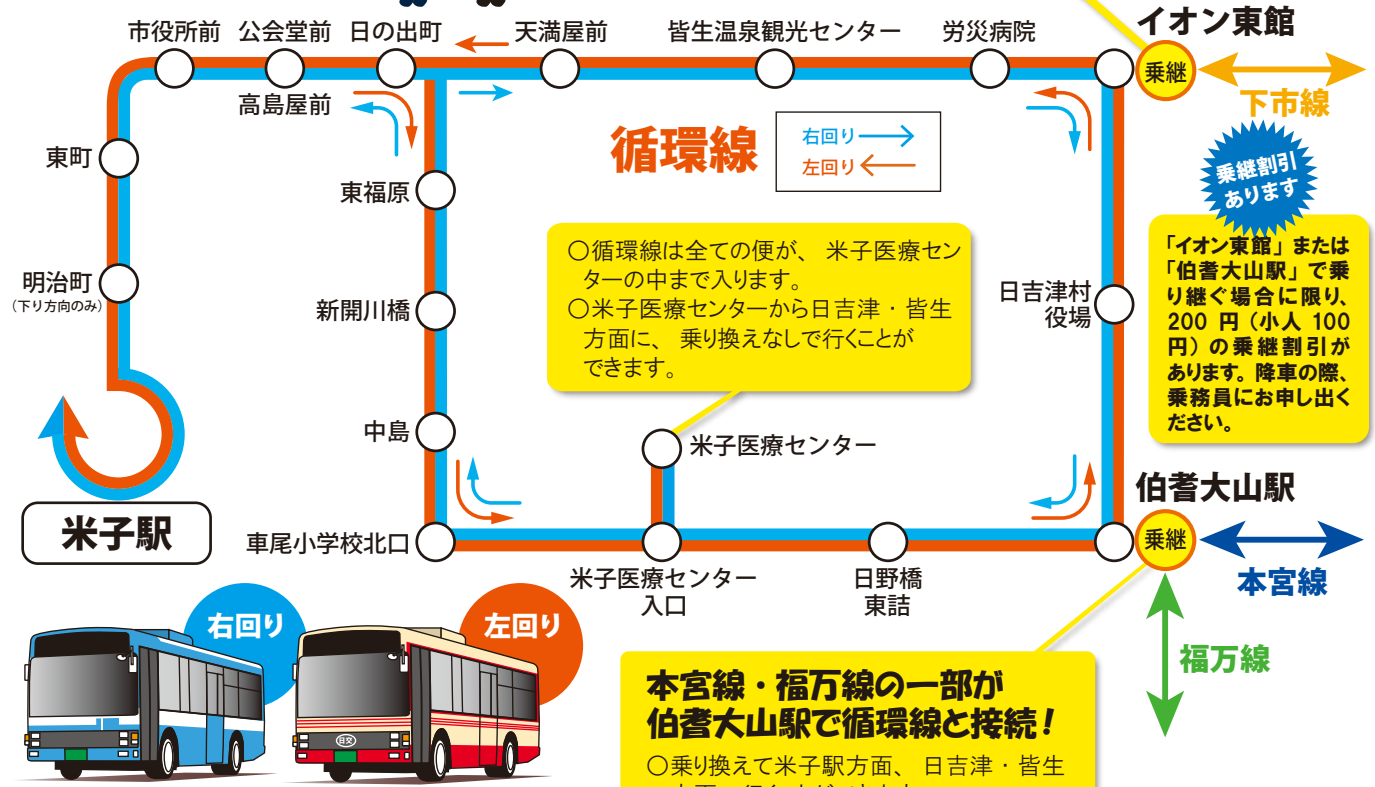 イオン東館
市役所前
公会堂前
日の出町
天満屋前
皆生温泉観光センター
労災病院
乗継
下市線
高島屋前
循環線
右回り
左回り
乗継割引
あります
東町
東福原
「イオン東館」または
「伯耆大山駅」で乗
り継ぐ場合に限り、
200 円（小人 100
円）の乗継割引が
あります。降車の際、
乗務員にお申し出く
ださい。
○循環線は全ての便が、 米子医療セン
ターの中まで入ります。
○米子医療センターから日吉津・皆生
方面に、 乗り換えなしで行くことが
できます。
明治町
（下り方向のみ）
新開川橋
日吉津村
役場
中島
米子医療センター
伯耆大山駅
米子駅
車尾小学校北口
乗継
本宮線
米子医療センター
入口
日野橋
東詰
福万線
右回り
左回り
日交
本宮線・福万線の一部が
伯耆大山駅で循環線と接続！
○乗り換えて米子駅方面、 日吉津・皆生